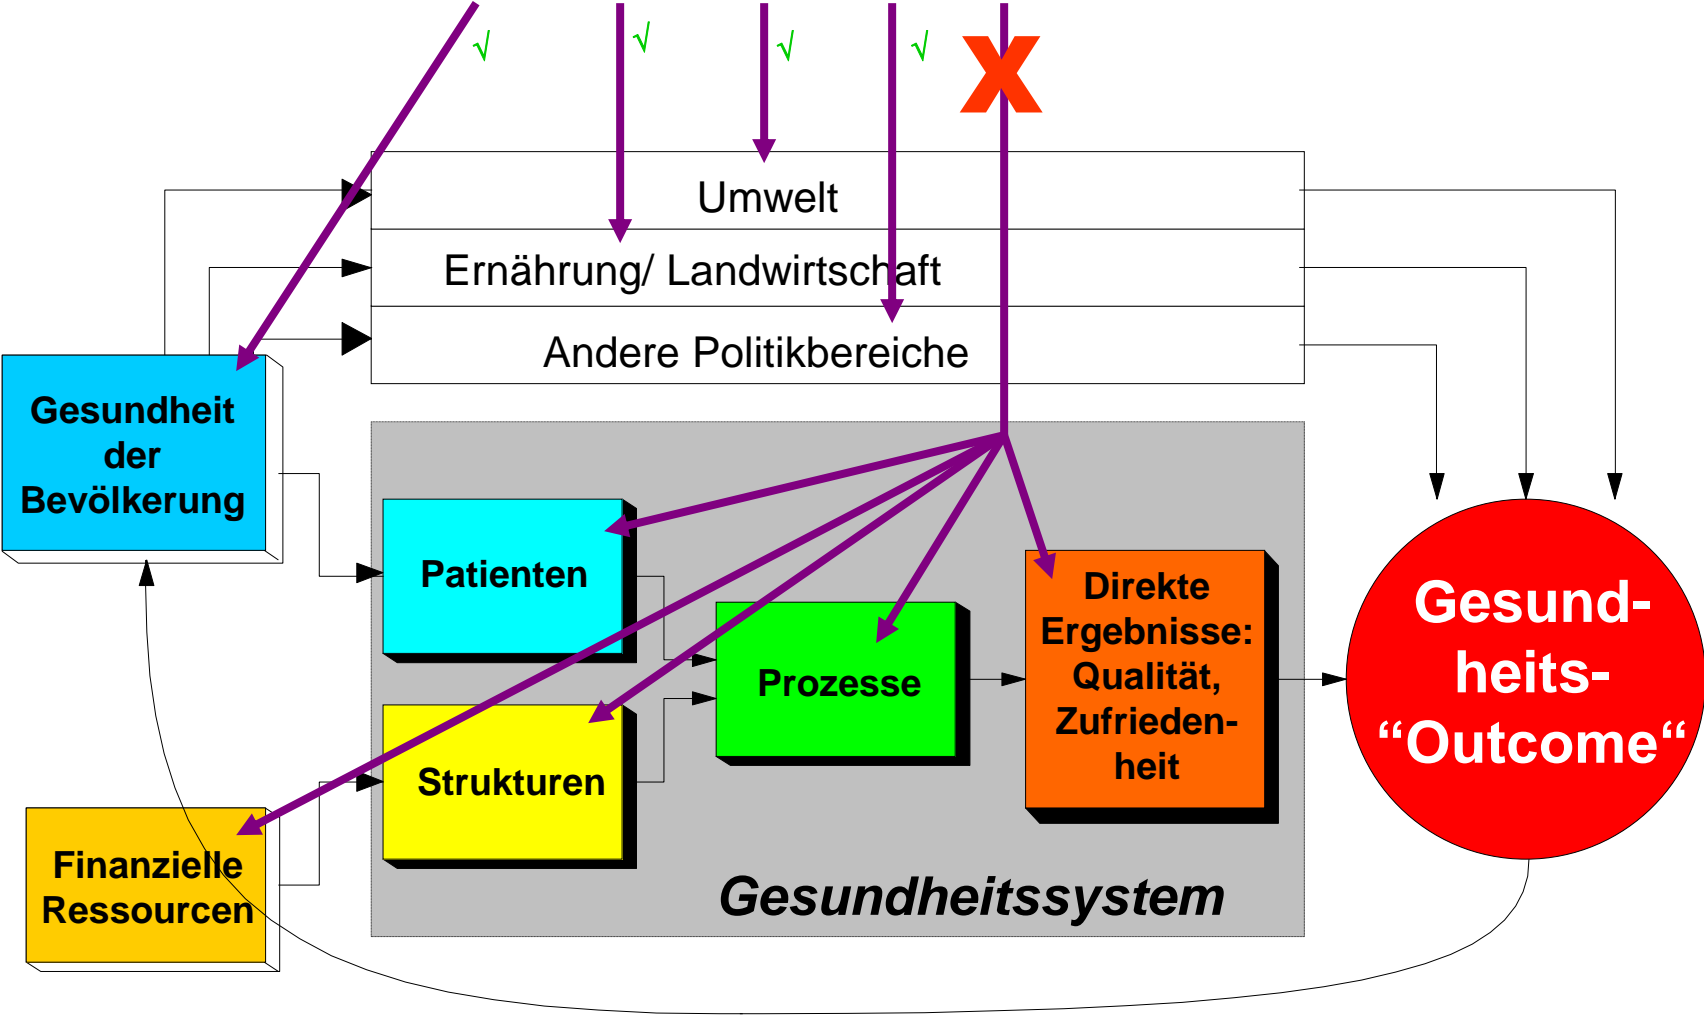 √ √ √ √ X
Umwelt
Ernährung/ Landwirtschaft
Andere Politikbereiche
Gesundheit
der
Bevölkerung
Patienten
Strukturen
Prozesse
Direkte
Ergebnisse:
Qualität,
Zufrieden-
heit
Gesund-
heits-
“Outcome“
Finanzielle
Ressourcen
Gesundheitssystem